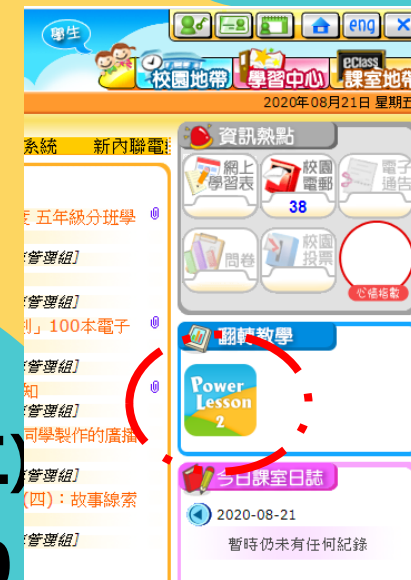 學生
eng
校園地帶 學習中心 eClass 課室地帶
2020年08月21日 星期五
系統 新內聯電
資訊熱點
網上學習表
校園電郵
38
電子通告
問卷
校園投票
心情指數
五年級分班學
管理組]
管理組]
」100本電子
管理組]
知
管理組]
同學製作的廣播
管理組]
(四)：故事線索
管理組]
翻轉教學
Power
Lesson
2
今日課室日誌
2020-08-21
暫時仍未有任何紀錄